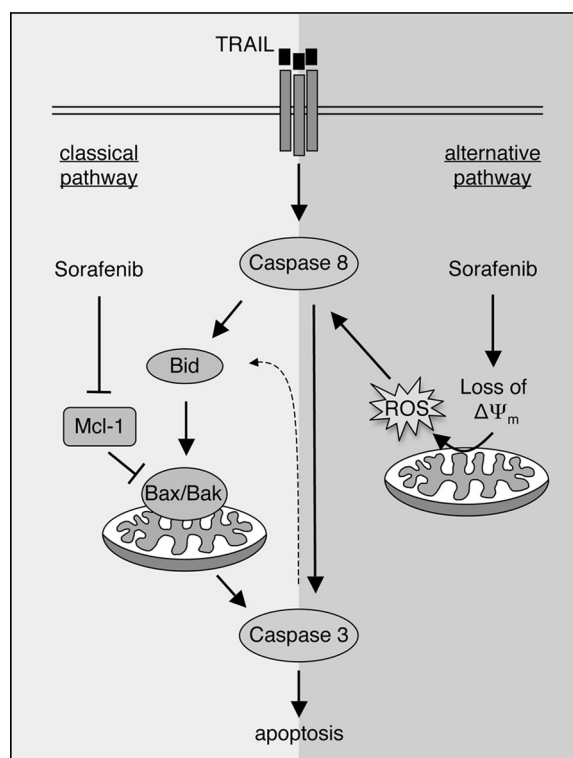 TRAIL
classical
pathway
alternative
pathway
Caspase 8
Sorafenib
Sorafenib
Bid
ROS
Loss of
ΔΨm
Mcl-1
Bax/Bak
Caspase 3
apoptosis